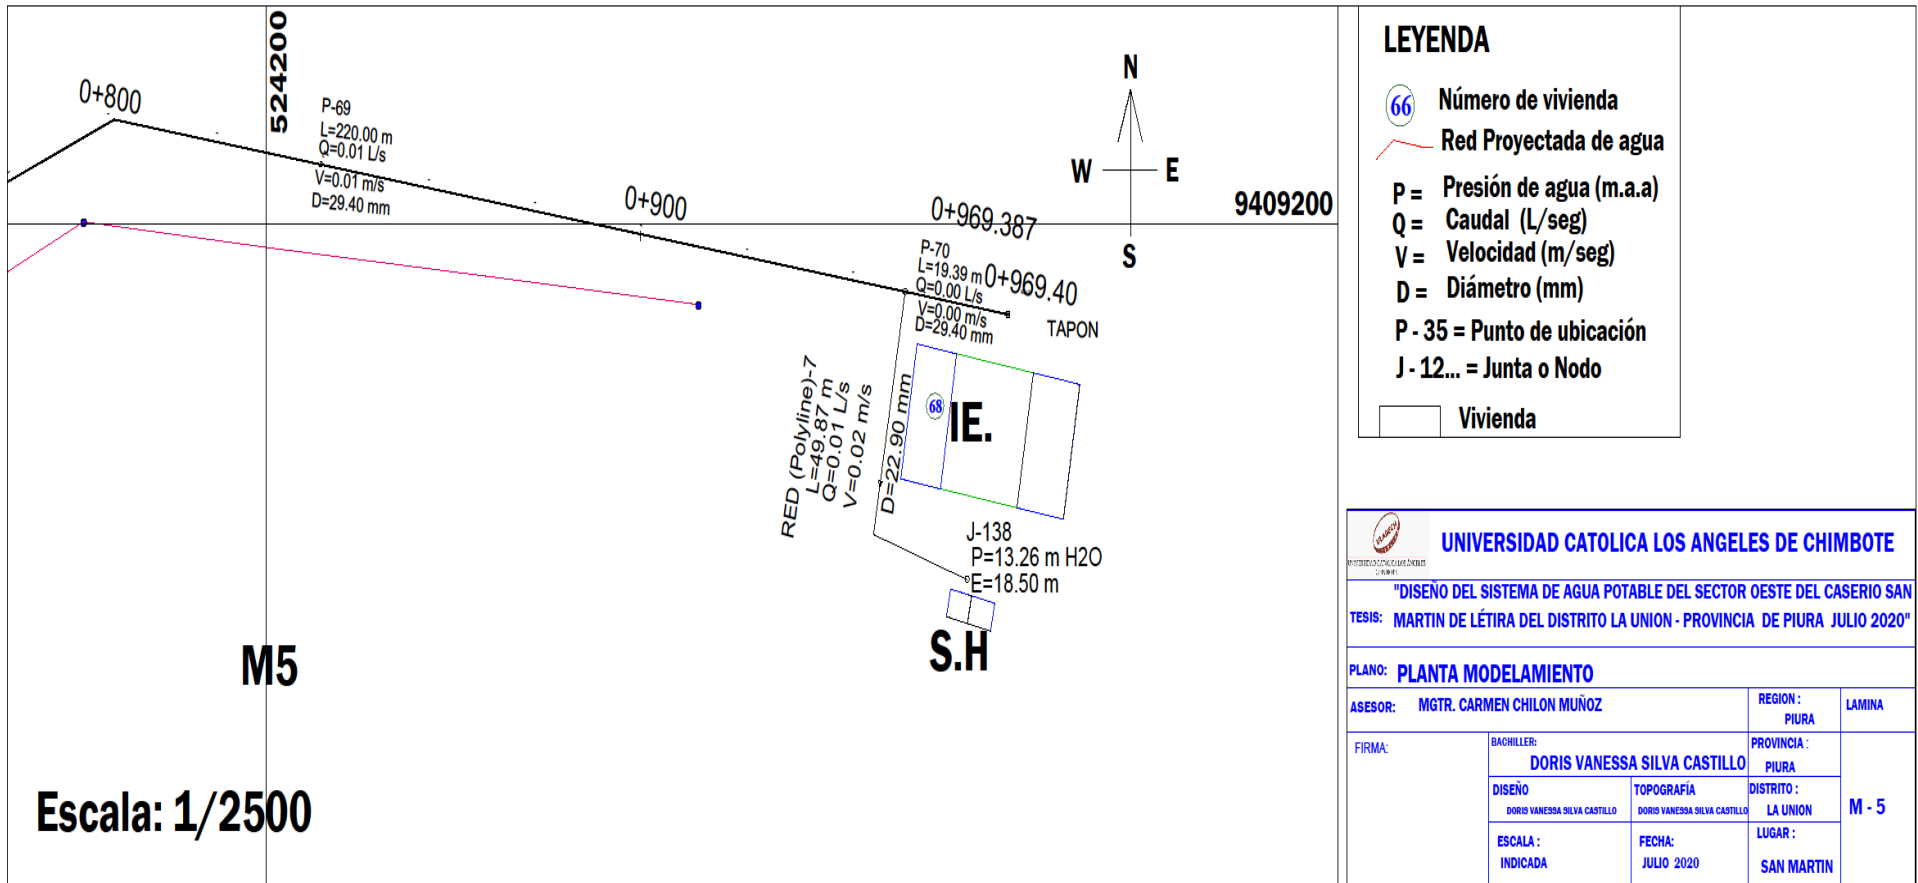 0+800
524200
P-69
L=220.00 m
Q=0.01 L/s
V=0.01 m/s
D=29.40 mm
0+900
0+969.387
P-70
L=19.39 m
Q=0.00 L/s
V=0.00 m/s
D=29.40 mm
0+969.40
TAPON
N
W
E
S
9409200
RED (Polyline)-7
L=49.87 m
Q=0.01 L/s
V=0.02 m/s
D=22.90 mm
68
IE.
J-138
P=13.26 m H2O
E=18.50 m
S.H
M5
Escala: 1/2500
LEYENDA
66 Número de vivienda
Red Proyectada de agua
P = Presión de agua (m.a.a)
Q = Caudal (L/seg)
V = Velocidad (m/seg)
D = Diámetro (mm)
P - 35 = Punto de ubicación
J - 12... = Junta o Nodo
Vivienda
ULADECH
UNIVERSIDAD CATOLICA LOS ANGELES
CHIMBOTE
UNIVERSIDAD CATOLICA LOS ANGELES DE CHIMBOTE
TESIS:
"DISEÑO DEL SISTEMA DE AGUA POTABLE DEL SECTOR OESTE DEL CASERIO SAN
MARTIN DE LÉTIRA DEL DISTRITO LA UNION - PROVINCIA DE PIURA JULIO 2020"
PLANO: PLANTA MODELAMIENTO
ASESOR: MGTR. CARMEN CHILON MUÑOZ
REGION :
PIURA
LAMINA
FIRMA:
BACHILLER:
DORIS VANESSA SILVA CASTILLO
PROVINCIA :
PIURA
DISEÑO
DORIS VANESSA SILVA CASTILLO
TOPOGRAFÍA
DORIS VANESSA SILVA CASTILLO
DISTRITO :
LA UNION
M - 5
ESCALA :
INDICADA
FECHA:
JULIO 2020
LUGAR :
SAN MARTIN